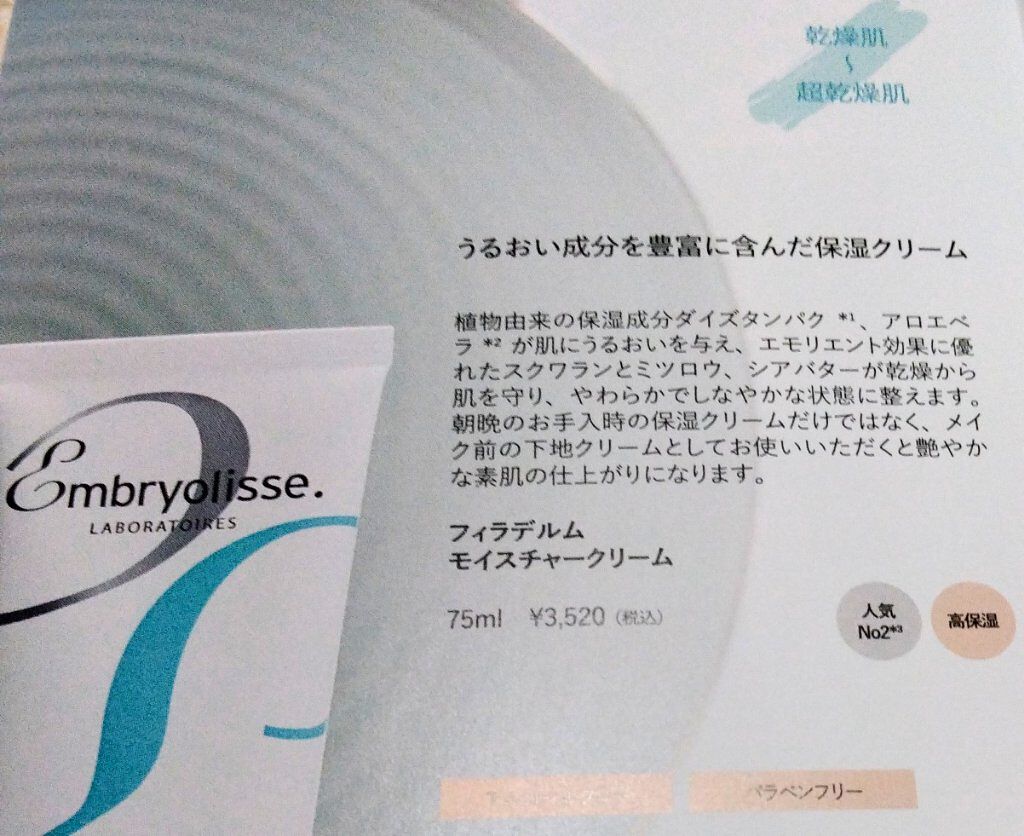 乾燥肌
〜
超乾燥肌
うるおい成分を豊富に含んだ保湿クリーム
植物由来の保湿成分ダイズタンパク *1、アロエベ
ラ *2 が肌にうるおいを与え、エモリエント効果に優
れたスクワランとミツロウ、シアバターが乾燥から
肌を守り、やわらかでしなやかな状態に整えます。
朝晩のお手入時の保湿クリームだけではなく、メイ
ク前の下地クリームとしてお使いいただくと艶やか
な素肌の仕上がりになります。
Embryolisse.
LABORATOIRES
フィラデルム
モイスチャークリーム
75ml ¥3,520（税込）
人気
No2*3
高保湿
パラベンフリー